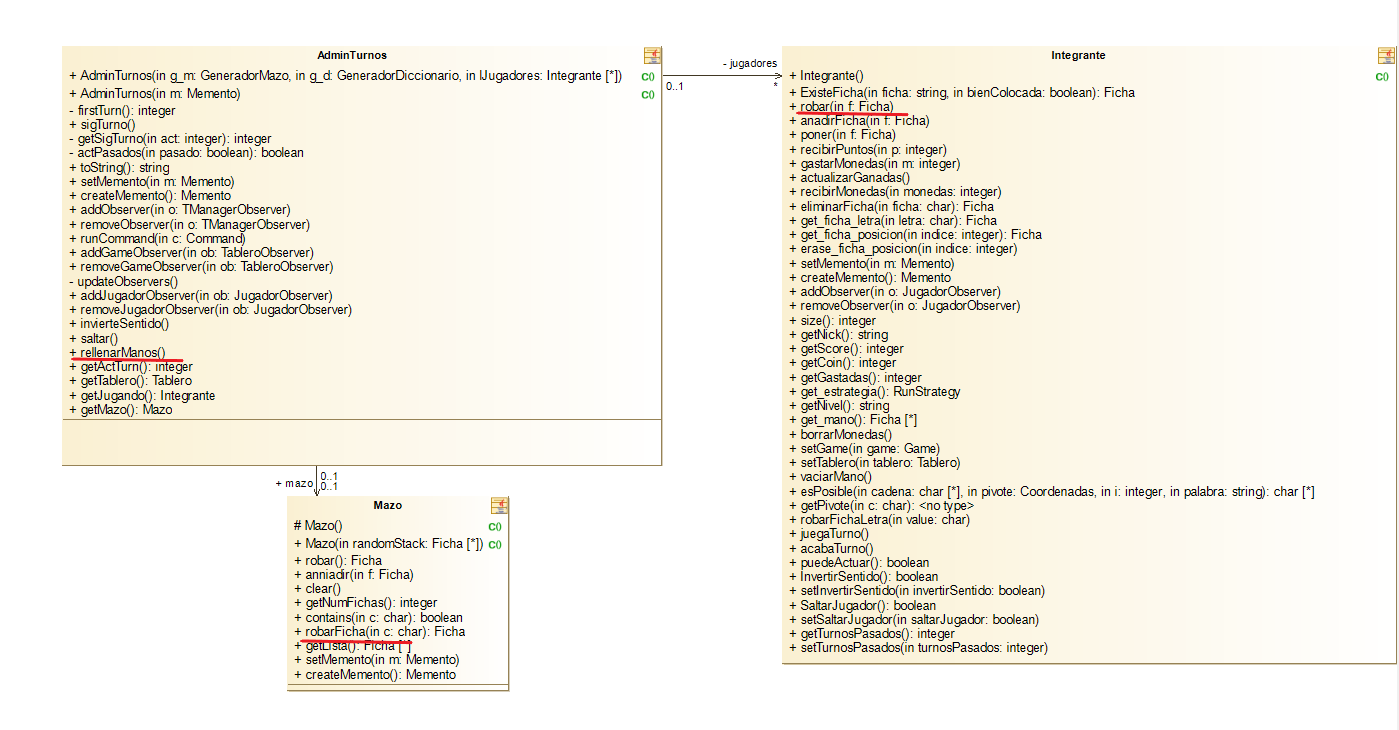 AdminTurnos
+ AdminTurnos(in g_m: GeneradorMazo, in g_d: GeneradorDiccionario, in lJugadores: Integrante [*])
C()
+ AdminTurnos(in m: Memento)
C()
- firstTurn(): integer
+ sigTurno()
- getSigTurno(in act: integer): integer
- actPasados(in pasado: boolean): boolean
+ toString(): string
+ setMemento(in m: Memento)
+ createMemento(): Memento
+ addObserver(in o: TManagerObserver)
+ removeObserver(in o: TManagerObserver)
+ runCommand(in c: Command)
+ addGameObserver(in ob: TableroObserver)
+ removeGameObserver(in ob: TableroObserver)
- updateObservers()
+ addJugadorObserver(in ob: JugadorObserver)
+ removeJugadorObserver(in ob: JugadorObserver)
+ invierteSentido()
+ saltar()
+ rellenarManos()
+ getActTurn(): integer
+ getTablero(): Tablero
+ getJugando(): Integrante
+ getMazo(): Mazo
- jugadores
0..1
*
Integrante
+ Integrante()
C()
+ ExisteFicha(in ficha: string, in bienColocada: boolean): Ficha
+ robar(in f: Ficha)
+ anadirFicha(in f: Ficha)
+ poner(in f: Ficha)
+ recibirPuntos(in p: integer)
+ gastarMonedas(in m: integer)
+ actualizarGanadas()
+ recibirMonedas(in monedas: integer)
+ eliminarFicha(in ficha: char): Ficha
+ get_ficha_letra(in letra: char): Ficha
+ get_ficha_posicion(in indice: integer): Ficha
+ erase_ficha_posicion(in indice: integer)
+ setMemento(in m: Memento)
+ createMemento(): Memento
+ addObserver(in o: JugadorObserver)
+ removeObserver(in o: JugadorObserver)
+ size(): integer
+ getNick(): string
+ getScore(): integer
+ getCoin(): integer
+ getGastadas(): integer
+ get_estrategia(): RunStrategy
+ getNivel(): string
+ get_mano(): Ficha [*]
+ borrarMonedas()
+ setGame(in game: Game)
+ setTablero(in tablero: Tablero)
+ vaciarMano()
+ esPosible(in cadena: char [*], in pivote: Coordenadas, in i: integer, in palabra: string): char [*]
+ getPivote(in c: char): <no type>
+ robarFichaLetra(in value: char)
+ juegaTurno()
+ acabaTurno()
+ puedeActuar(): boolean
+ InvertirSentido(): boolean
+ setInvertirSentido(in invertirSentido: boolean)
+ SaltarJugador(): boolean
+ setSaltarJugador(in saltarJugador: boolean)
+ getTurnosPasados(): integer
+ setTurnosPasados(in turnosPasados: integer)
+ mazo
0..1
0..1
Mazo
# Mazo()
C()
+ Mazo(in randomStack: Ficha [*])
C()
+ robar(): Ficha
+ anniadir(in f: Ficha)
+ clear()
+ getNumFichas(): integer
+ contains(in c: char): boolean
+ robarFicha(in c: char): Ficha
+ getLista(): Ficha [*]
+ setMemento(in m: Memento)
+ createMemento(): Memento